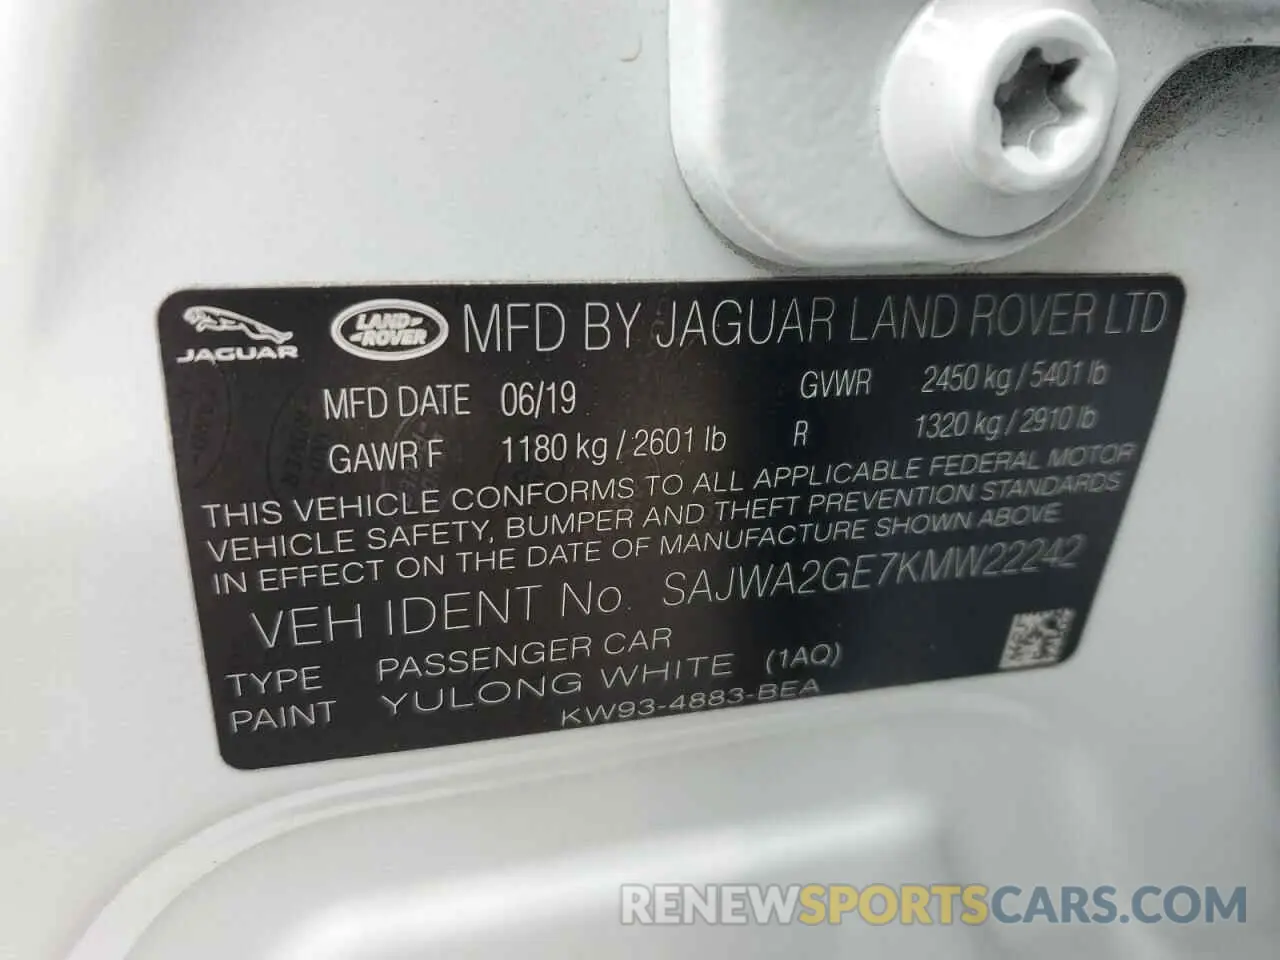 JAGUAR
LAND ROVER
MFD BY JAGUAR LAND ROVER LTD
MFD DATE 06/19 GVWR 2450 kg / 5401 lb
GAWR F 1180 kg / 2601 lb R 1320 kg / 2910 lb
THIS VEHICLE CONFORMS TO ALL APPLICABLE FEDERAL MOTOR
VEHICLE SAFETY, BUMPER AND THEFT PREVENTION STANDARDS
IN EFFECT ON THE DATE OF MANUFACTURE SHOWN ABOVE
VEH IDENT No. SAJWA2GE7KMW22242
TYPE PASSENGER CAR
PAINT YULONG WHITE (1AQ)
KW93-4883-BEA
RENEWSPORTSCARS.COM